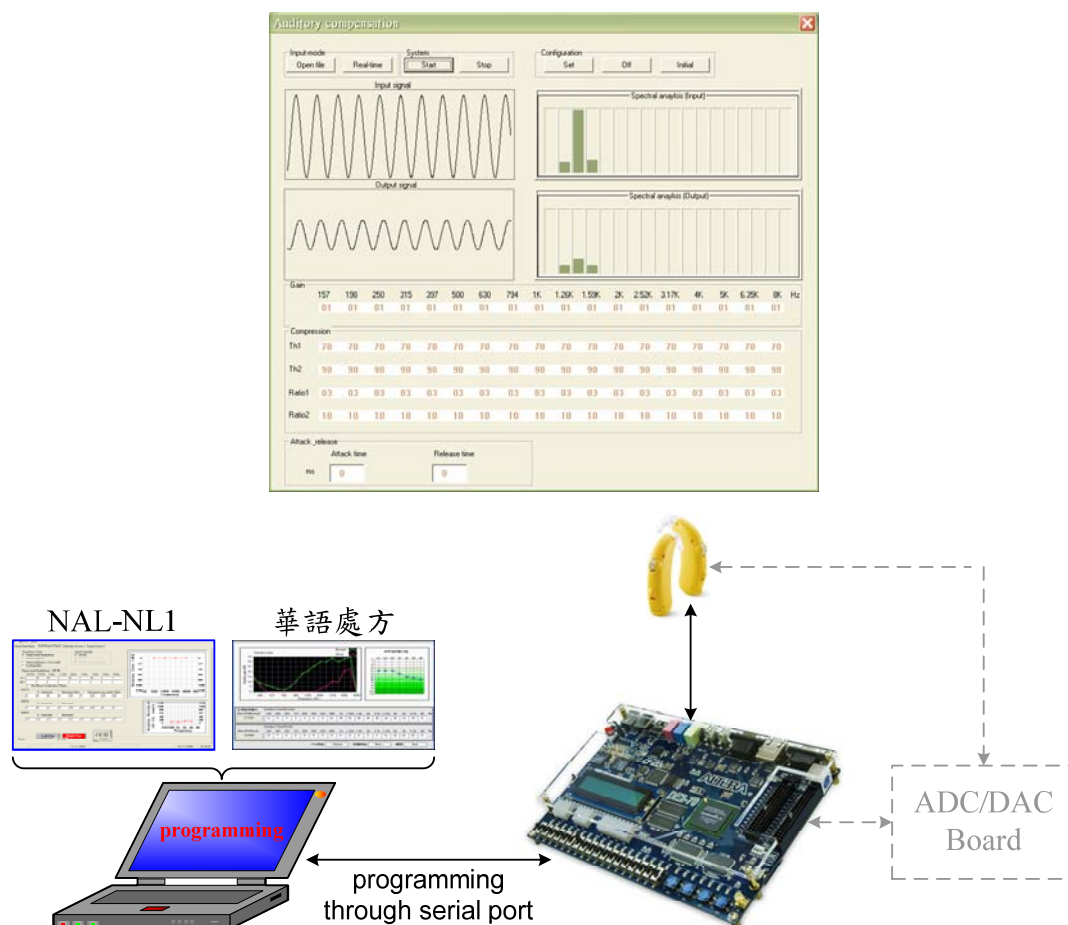 Auditory compensation
Input mode
System
Configuration
Open file Real-time Start Stop Set Off Initial
Input signal
Spectral anaylsis (Input)
Output signal
Spectral anaylsis (Output)
Gain
157 198 250 315 397 500 630 794 1K 1.26K 1.59K 2K 2.52K 3.17K 4K 5K 6.35K 8K Hz
01 01 01 01 01 01 01 01 01 01 01 01 01 01 01 01 01 01
Compression
Th1 70 70 70 70 70 70 70 70 70 70 70 70 70 70 70 70 70 70
Th2 90 90 90 90 90 90 90 90 90 90 90 90 90 90 90 90 90 90
Ratio1 03 03 03 03 03 03 03 03 03 03 03 03 03 03 03 03 03 03
Ratio2 10 10 10 10 10 10 10 10 10 10 10 10 10 10 10 10 10 10
Attack_release
Attack time Release time
ms 0 0
NAL-NL1
華語處方
programming
programming
through serial port
ALTERA
DE2-70
ADC/DAC
Board